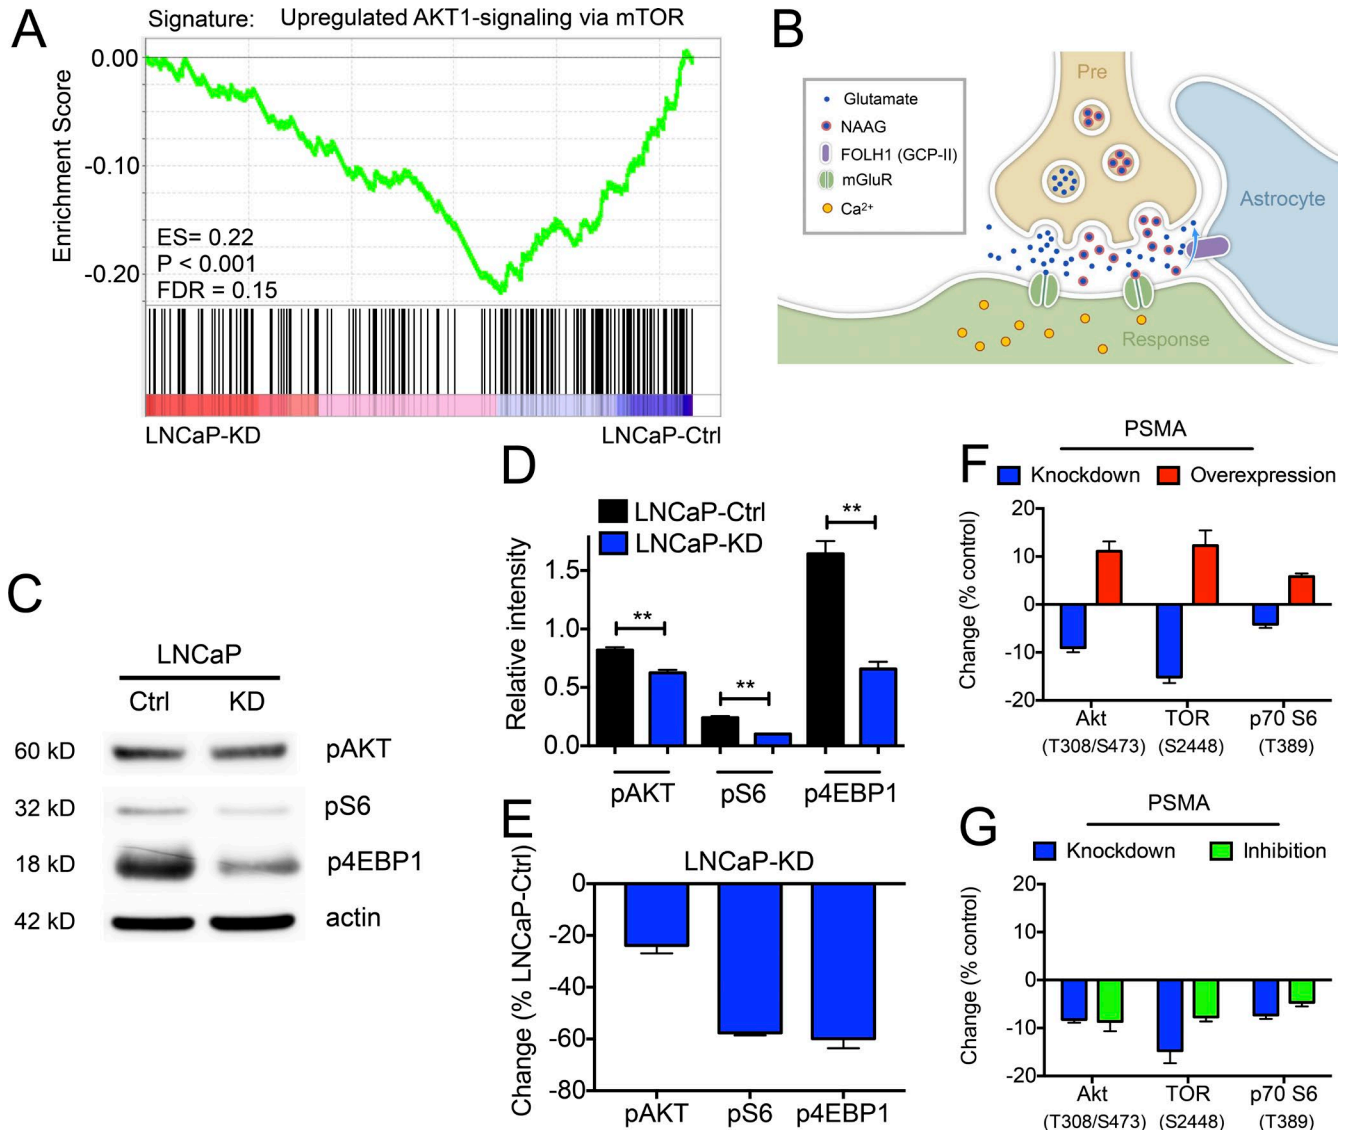 A
Signature: Upregulated AKT1-signaling via mTOR
Enrichment Score
0.00
-0.10
-0.20
ES= 0.22
P < 0.001
FDR = 0.15
LNCaP-KD
LNCaP-Ctrl
B
Glutamate
NAAG
FOLH1 (GCP-II)
mGluR
Ca2+
Pre
Astrocyte
Response
C
LNCaP
Ctrl KD
60 kD pAKT
32 kD pS6
18 kD p4EBP1
42 kD actin
D
LNCaP-Ctrl
LNCaP-KD
Relative intensity
1.5
1.0
0.5
0.0
**
**
**
pAKT pS6 p4EBP1
E
LNCaP-KD
Change (% LNCaP-Ctrl)
0
-20
-40
-60
-80
pAKT pS6 p4EBP1
F
PSMA
Knockdown Overexpression
Change (% control)
20
10
0
-10
-20
Akt TOR p70 S6
(T308/S473) (S2448) (T389)
G
PSMA
Knockdown Inhibition
Change (% control)
20
10
0
-10
-20
Akt TOR p70 S6
(T308/S473) (S2448) (T389)